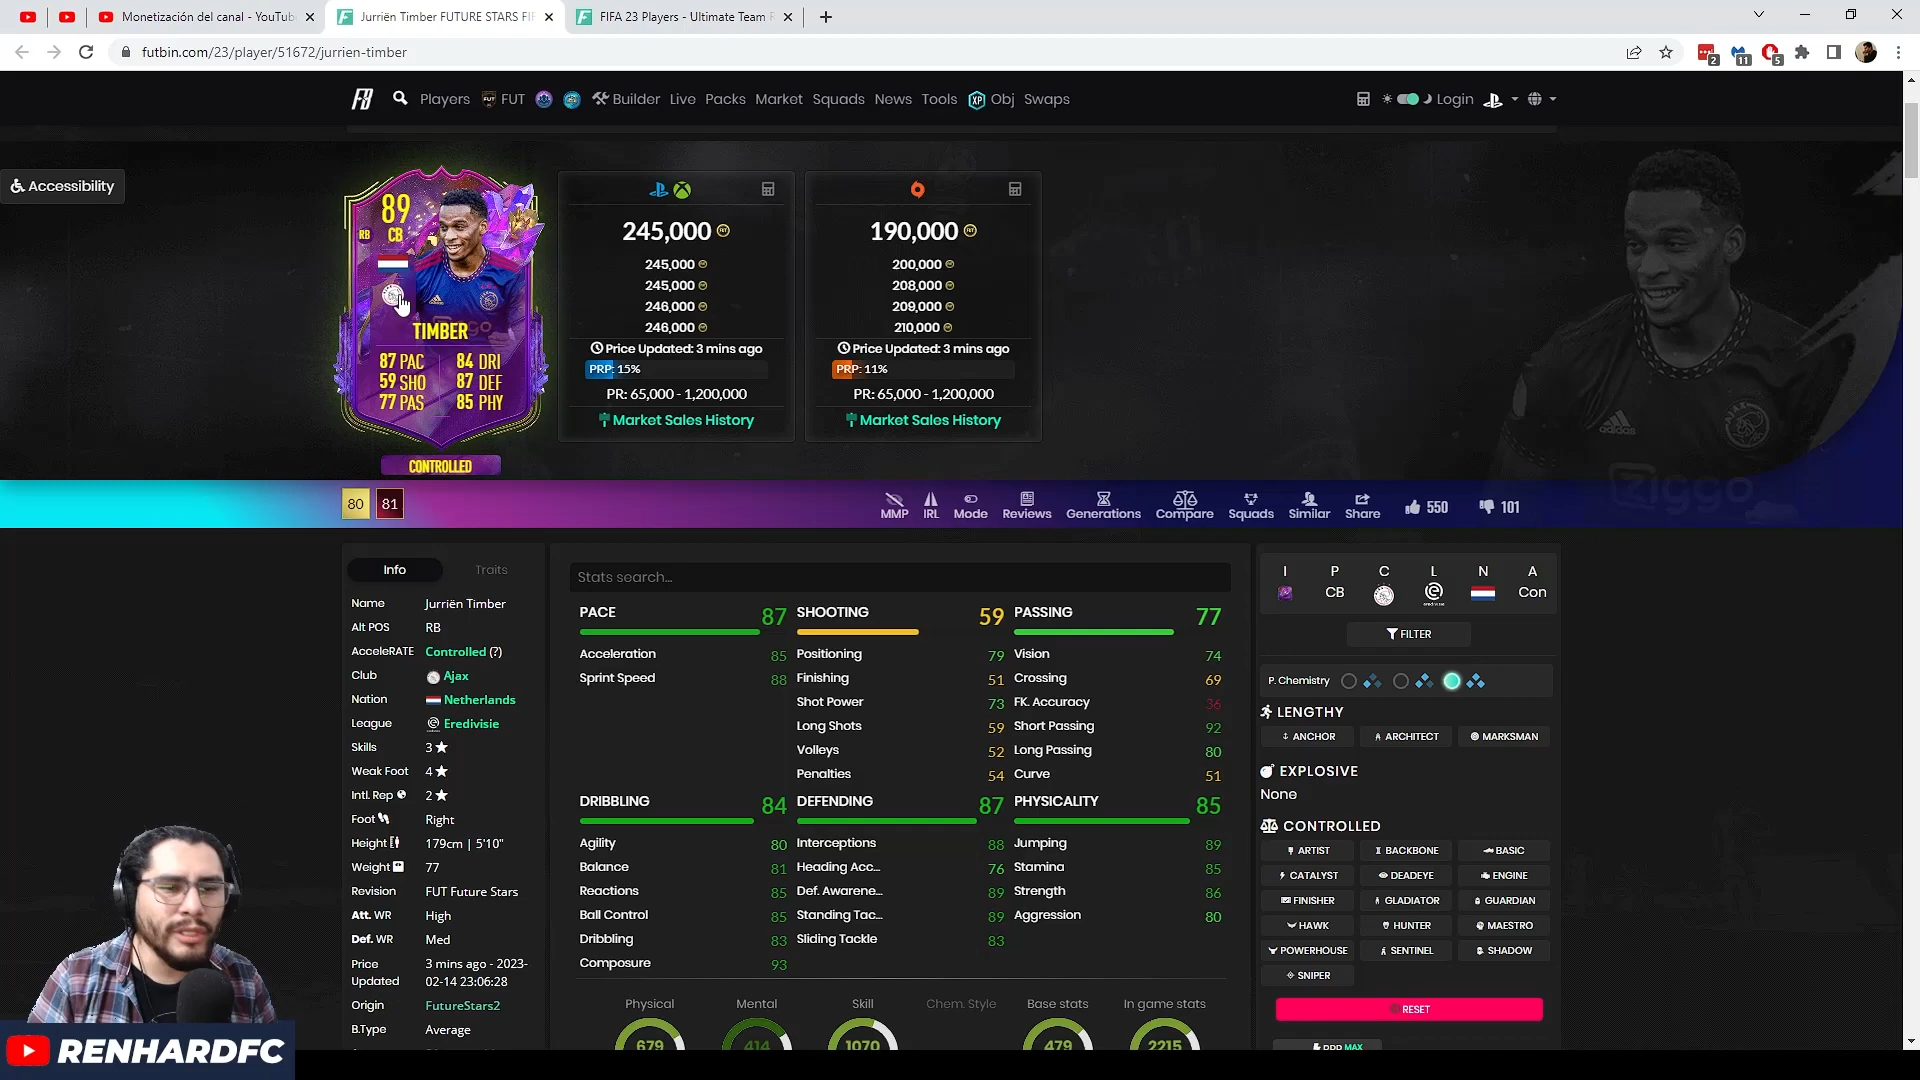 Monetización del canal - YouTub
Jurriën Timber FUTURE STARS FIF
FIFA 23 Players - Ultimate Team
futbin.com/23/player/51672/jurrien-timber
2
11
5
Players FUT Builder Live Packs Market Squads News Tools XP Obj Swaps
Login
Accessibility
89
RB CB
TIMBER
87 PAC 84 DRI
59 SHO 87 DEF
77 PAS 85 PHY
CONTROLLED
245,000
245,000
245,000
246,000
246,000
Price Updated: 3 mins ago
PRP: 15%
PR: 65,000 - 1,200,000
Market Sales History
190,000
200,000
208,000
209,000
210,000
Price Updated: 3 mins ago
PRP: 11%
PR: 65,000 - 1,200,000
Market Sales History
Ziggo
80 81
MMP IRL Mode Reviews Generations Compare Squads Similar Share 550 101
Info Traits
Name Jurriën Timber
Alt POS RB
AcceleRATE Controlled (?)
Club Ajax
Nation Netherlands
League Eredivisie
Skills 3
Weak Foot 4
Intl. Rep 2
Foot Right
Height 179cm | 5'10"
Weight 77
Revision FUT Future Stars
Att. WR High
Def. WR Med
Price Updated 3 mins ago - 2023-
02-14 23:06:28
Origin FutureStars2
B.Type Average
Stats search...
PACE 87
Acceleration 85
Sprint Speed 88
SHOOTING 59
Positioning 79
Finishing 51
Shot Power 73
Long Shots 59
Volleys 52
Penalties 54
PASSING 77
Vision 74
Crossing 69
FK. Accuracy 36
Short Passing 92
Long Passing 80
Curve 51
DRIBBLING 84
Agility 80
Balance 81
Reactions 85
Ball Control 85
Dribbling 83
Composure 93
DEFENDING 87
Interceptions 88
Heading Acc... 76
Def. Awarene... 89
Standing Tac... 89
Sliding Tackle 83
PHYSICALITY 85
Jumping 89
Stamina 85
Strength 86
Aggression 80
Physical Mental Skill Chem. Style Base stats In game stats
679 414 1070 479 2215
I P C L N A
CB Con
FILTER
P. Chemistry
LENGTHY
ANCHOR ARCHITECT MARKSMAN
EXPLOSIVE
None
CONTROLLED
ARTIST BACKBONE BASIC
CATALYST DEADEYE ENGINE
FINISHER GLADIATOR GUARDIAN
HAWK HUNTER MAESTRO
POWERHOUSE SENTINEL SHADOW
SNIPER
RESET
MAX
RENHARDFC